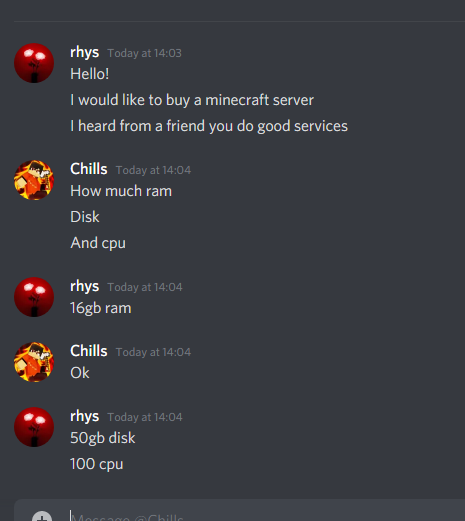 rhys Today at 14:03
Hello!
I would like to buy a minecraft server
I heard from a friend you do good services
Chills Today at 14:04
How much ram
Disk
And cpu
rhys Today at 14:04
16gb ram
Chills Today at 14:04
Ok
rhys Today at 14:04
50gb disk
100 cpu
Message @Chills